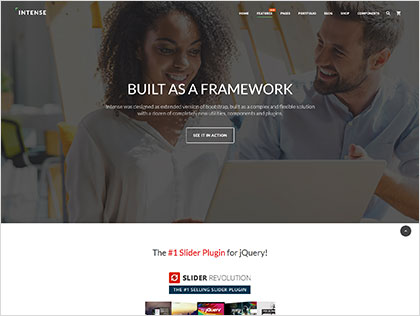 INTENSE
HOME FEATURES PAGES PORTFOLIO BLOG SHOP COMPONENTS
BUILT AS A FRAMEWORK
Intense was designed as extended version of bootstrap, built as a complex and flexible solution
with a dozen of completely new utilities, components and plugins.
SEE IT IN ACTION
The #1 Slider Plugin for jQuery!
SLIDER REVOLUTION
THE #1 SELLING SLIDER PLUGIN
jQuery